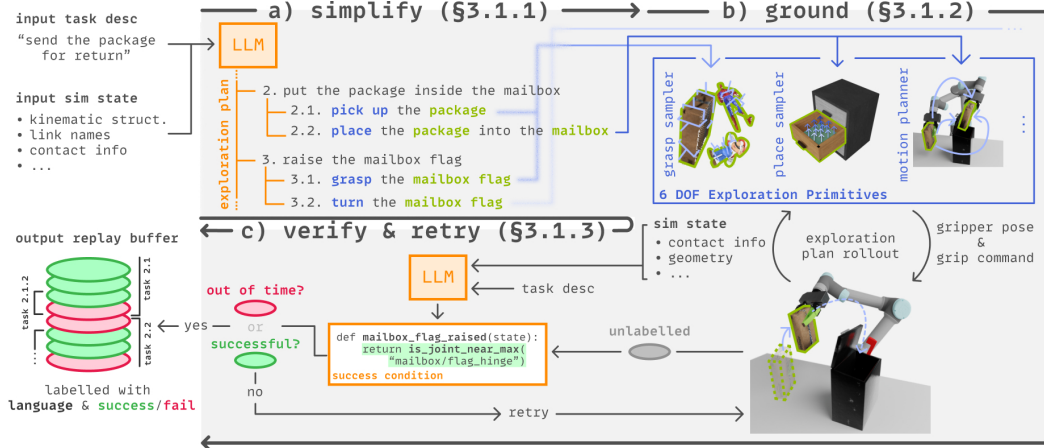 input task desc
"send the package
for return"
input sim state
• kinematic struct.
• link names
• contact info
• ...
a) simplify (§3.1.1)
LLM
exploration plan
2. put the package inside the mailbox
2.1. pick up the package
2.2. place the package into the mailbox
3. raise the mailbox flag
3.1. grasp the mailbox flag
3.2. turn the mailbox flag
b) ground (§3.1.2)
grasp sampler
place sampler
motion planner
...
...
6 DOF Exploration Primitives
c) verify & retry (§3.1.3)
sim state
• contact info
• geometry
• ...
exploration
plan rollout
gripper pose
&
grip command
LLM
task desc
def mailbox_flag_raised(state):
return is_joint_near_max(
"mailbox/flag_hinge")
success condition
unlabelled
out of time?
or
successful?
yes
no
retry
output replay buffer
task 2.1
task 2.1.2
task 2.2
...
labelled with
language & success/fail